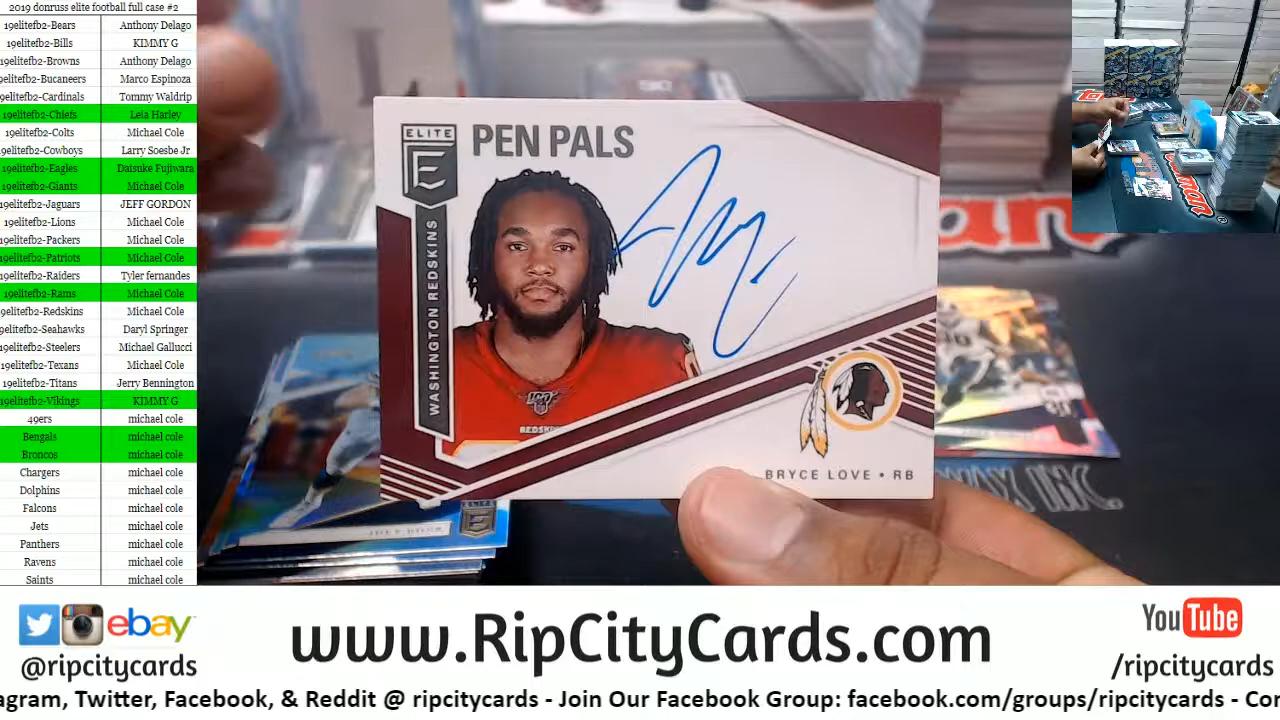 2019 donruss elite football full case #2
19elitefb2-Bears Anthony Delago
19elitefb2-Bills KIMMY G
19elitefb2-Browns Anthony Delago
9elitefb2-Bucaneers Marco Espinoza
9elitefb2-Cardinals Tommy Waldrip
19elitefb2-Chiefs Leia Harley
19elitefb2-Colts Michael Cole
19elitefb2-Cowboys Larry Soesbe Jr
19elitefb2-Eagles Daisuke Fujiwara
19elitefb2-Giants Michael Cole
19elitefb2-Jaguars JEFF GORDON
19elitefb2-Lions Michael Cole
19elitefb2-Packers Michael Cole
19elitefb2-Patriots Michael Cole
19elitefb2-Raiders Tyler fernandes
19elitefb2-Rams Michael Cole
19elitefb2-Redskins Michael Cole
9elitefb2-Seahawks Daryl Springer
19elitefb2-Steelers Michael Gallucci
19elitefb2-Texans Michael Cole
19elitefb2-Titans Jerry Bennington
19elitefb2-Vikings KIMMY G
49ers michael cole
Bengals michael cole
Broncos michael cole
Chargers michael cole
Dolphins michael cole
Falcons michael cole
Jets michael cole
Panthers michael cole
Ravens michael cole
Saints michael cole
ELITE
E
PEN PALS
WASHINGTON REDSKINS
REDSKINS
BRYCE LOVE • RB
ELITE
ebay
@ripcitycards
www.RipCityCards.com
YouTube
/ripcitycards
agram, Twitter, Facebook, & Reddit @ ripcitycards - Join Our Facebook Group: facebook.com/groups/ripcitycards - Con